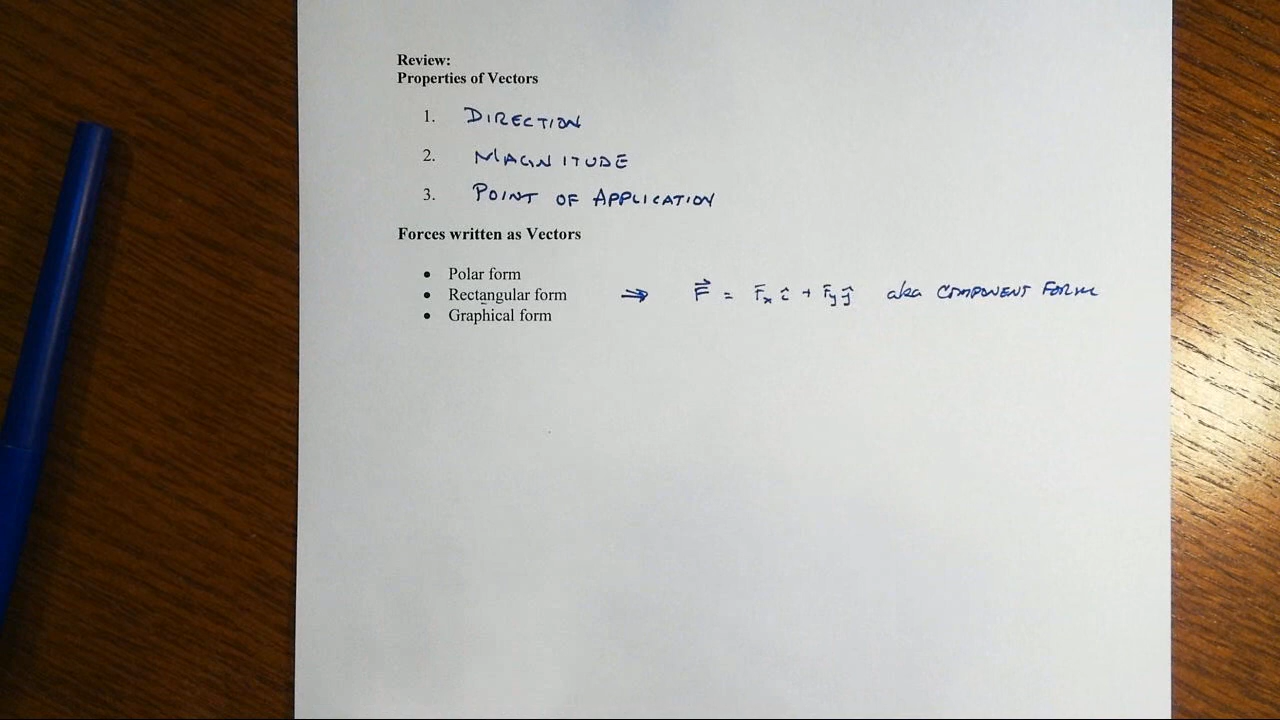 Review:
Properties of Vectors
1. DIRECTION
2. MAGNITUDE
3. POINT OF APPLICATION
Forces written as Vectors
• Polar form
• Rectangular form ⇒ F⃗ = Fₓ î + Fᵧ ĵ aka COMPONENT FORM
• Graphical form